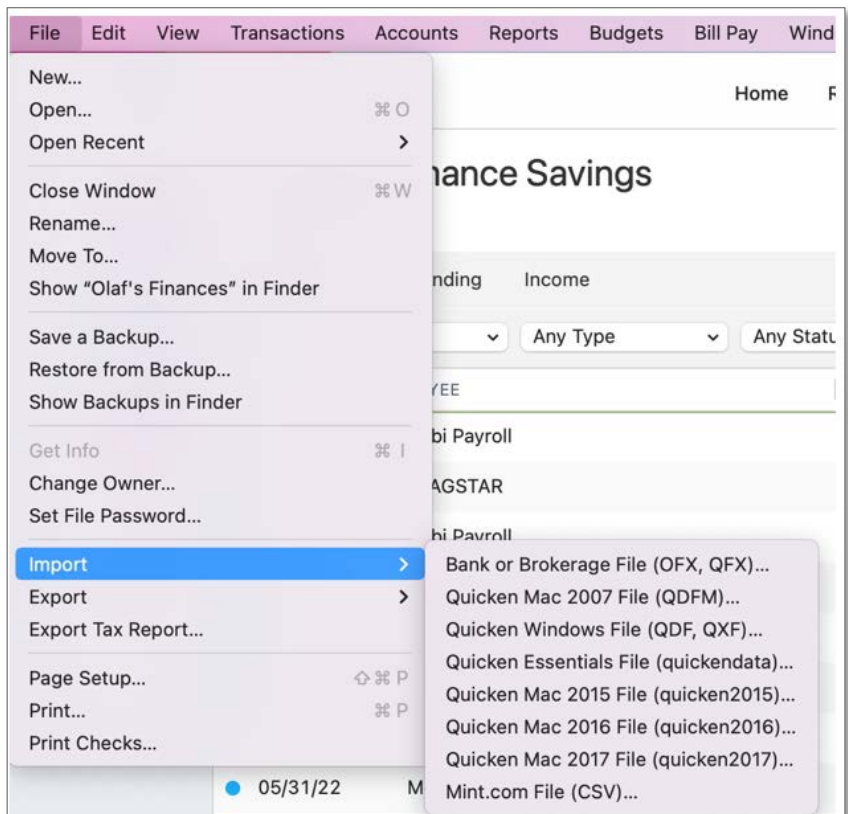 File Edit View Transactions Accounts Reports Budgets Bill Pay Wind
New...
Open... ⌘ O
Open Recent >
Close Window ⌘ W
Rename...
Move To...
Show “Olaf's Finances” in Finder
Save a Backup...
Restore from Backup...
Show Backups in Finder
Get Info ⌘ I
Change Owner...
Set File Password...
Import >
Export >
Export Tax Report...
Page Setup... ⇧ ⌘ P
Print... ⌘ P
Print Checks...
Home
nance Savings
nding Income
Any Type Any Statu
YEE
bi Payroll
AGSTAR
bi Payroll
Bank or Brokerage File (OFX, QFX)...
Quicken Mac 2007 File (QDFM)...
Quicken Windows File (QDF, QXF)...
Quicken Essentials File (quickendata)...
Quicken Mac 2015 File (quicken2015)...
Quicken Mac 2016 File (quicken2016)...
Quicken Mac 2017 File (quicken2017)...
Mint.com File (CSV)...
05/31/22 M